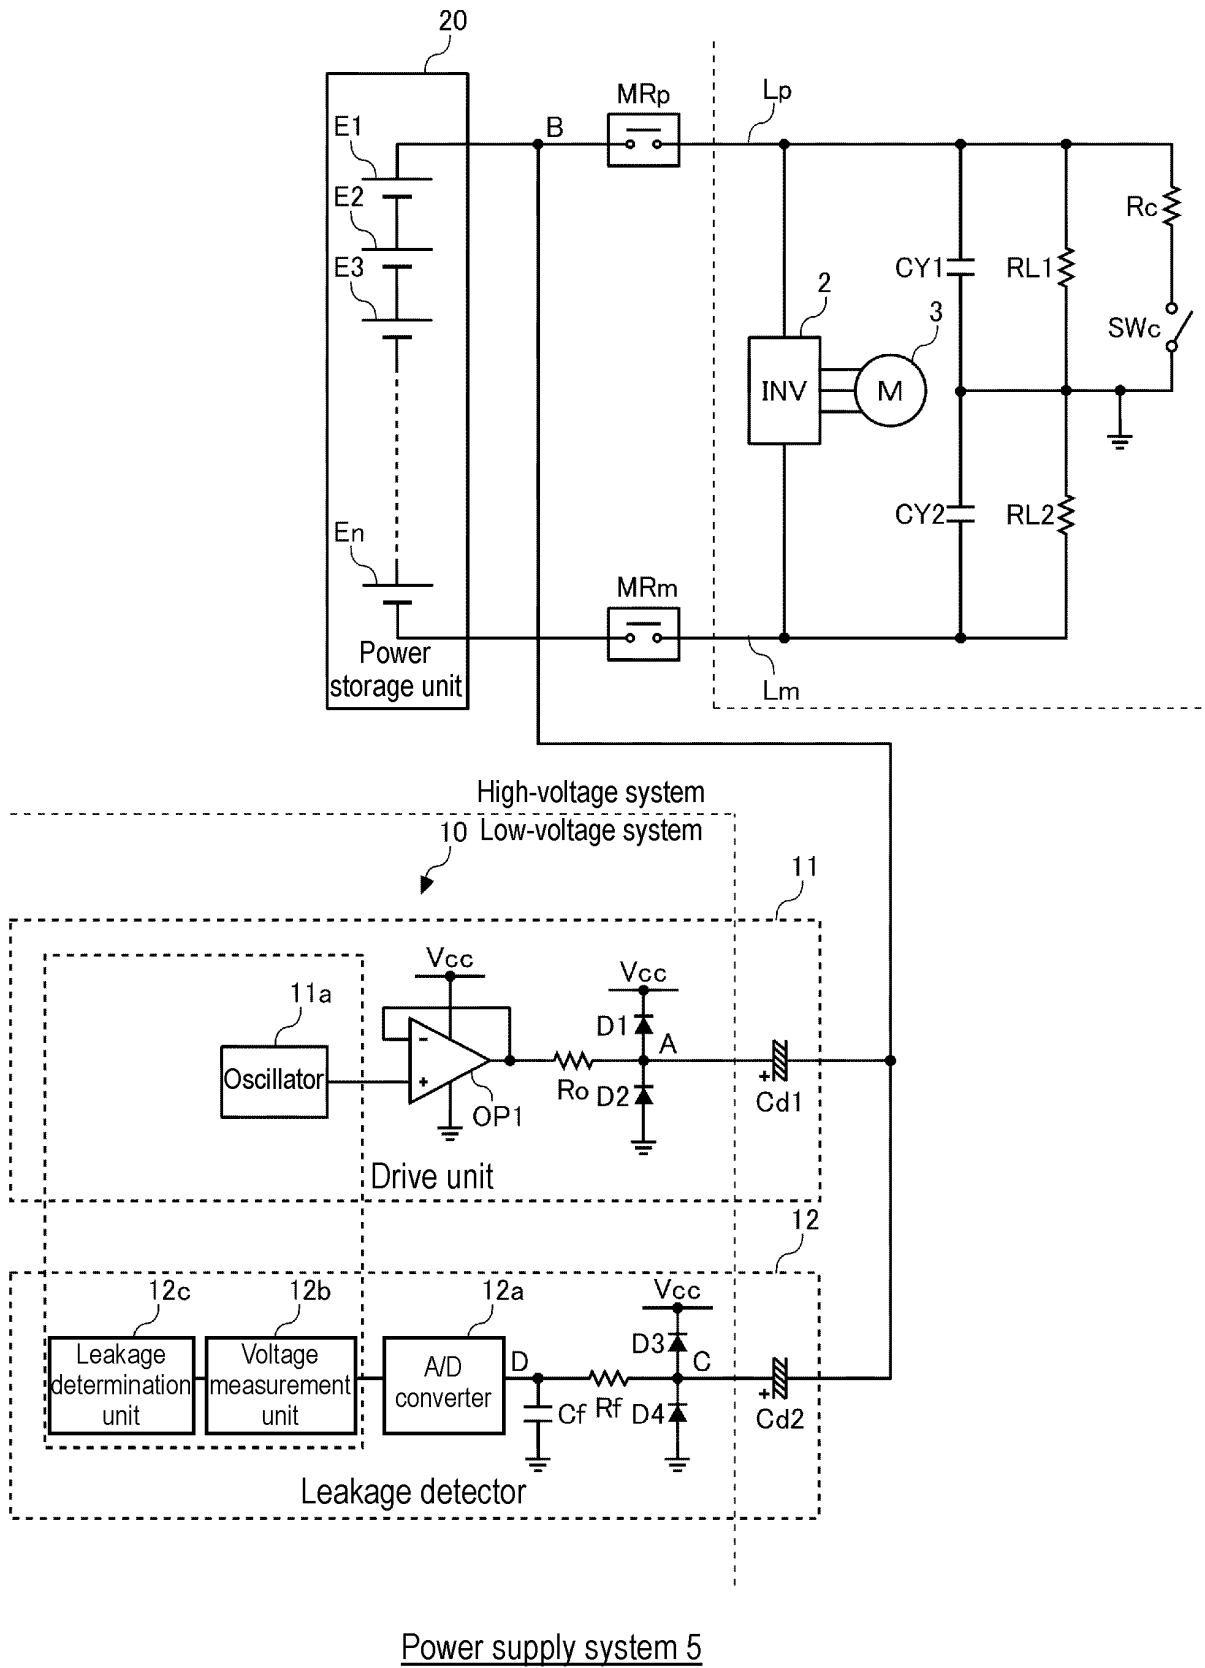 20
MRp
Lp
B
E1
E2
E3
Rc
CY1
RL1
2
3
SWc
INV
M
CY2
RL2
En
MRm
Power
storage unit
Lm
High-voltage system
Low-voltage system
10
11
Vcc
Vcc
11a
D1
A
−
Oscillator
+
Ro
D2
+
Cd1
OP1
Drive unit
12
12c
12b
12a
Vcc
Leakage
determination
unit
Voltage
measurement
unit
A/D
converter
D
D3
C
Cf
Rf
D4
+
Cd2
Leakage detector
Power supply system 5